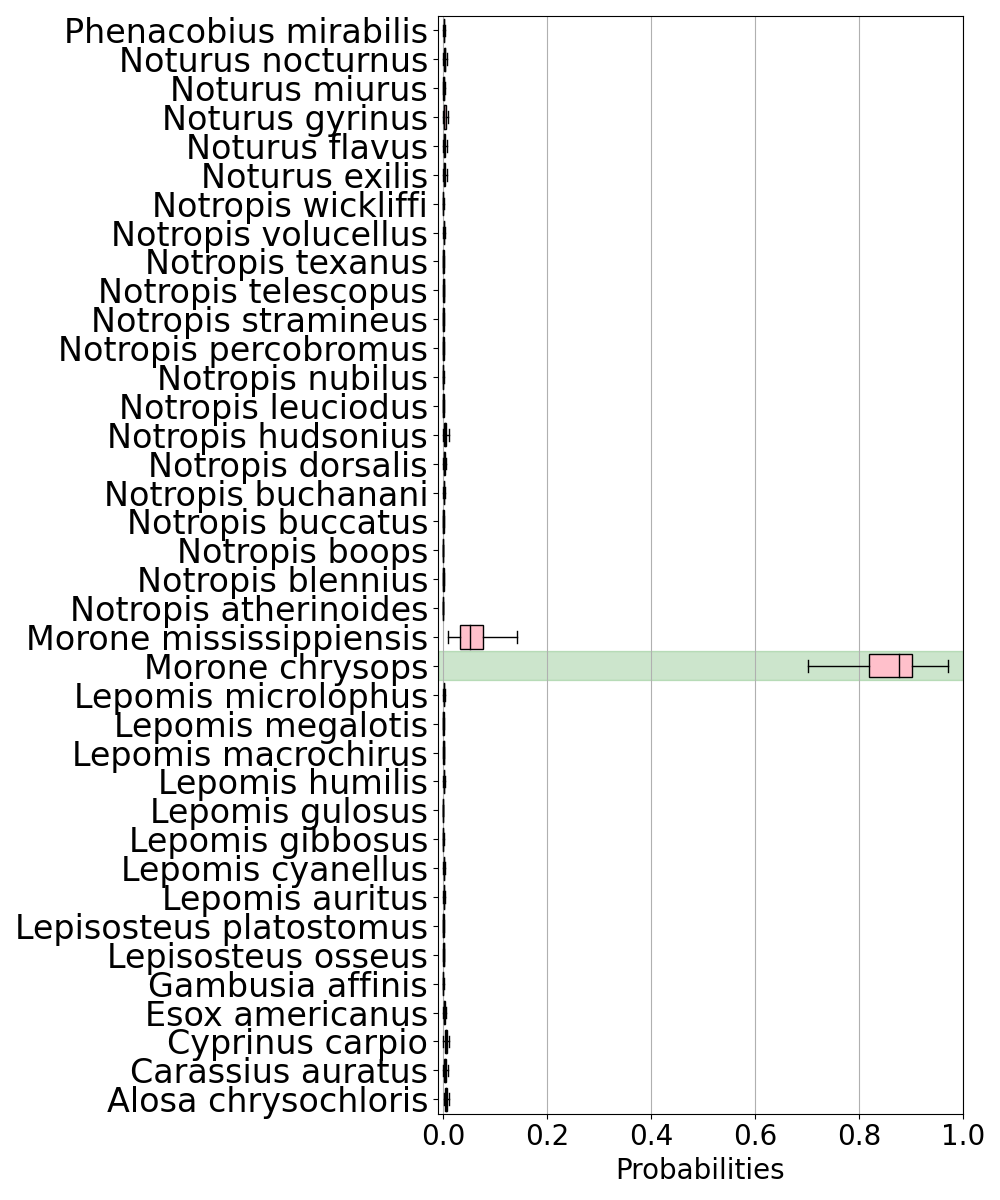 Phenacobius mirabilis
Noturus nocturnus
Noturus miurus
Noturus gyrinus
Noturus flavus
Noturus exilis
Notropis wickliffi
Notropis volucellus
Notropis texanus
Notropis telescopus
Notropis stramineus
Notropis percobromus
Notropis nubilus
Notropis leuciodus
Notropis hudsonius
Notropis dorsalis
Notropis buchanani
Notropis buccatus
Notropis boops
Notropis blennius
Notropis atherinoides
Morone mississippiensis
Morone chrysops
Lepomis microlophus
Lepomis megalotis
Lepomis macrochirus
Lepomis humilis
Lepomis gulosus
Lepomis gibbosus
Lepomis cyanellus
Lepomis auritus
Lepisosteus platostomus
Lepisosteus osseus
Gambusia affinis
Esox americanus
Cyprinus carpio
Carassius auratus
Alosa chrysochloris
0.0 0.2 0.4 0.6 0.8 1.0
Probabilities